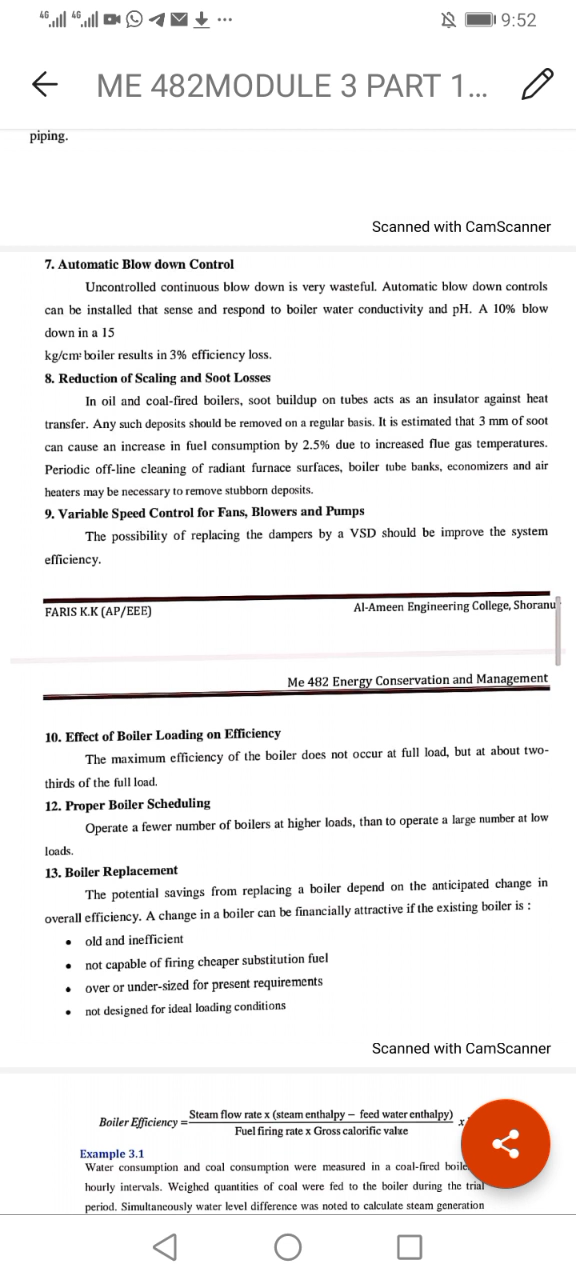 4G 4G 9:52
ME 482MODULE 3 PART 1...
piping.
Scanned with CamScanner
7. Automatic Blow down Control
Uncontrolled continuous blow down is very wasteful. Automatic blow down controls
can be installed that sense and respond to boiler water conductivity and pH. A 10% blow
down in a 15
kg/cm² boiler results in 3% efficiency loss.
8. Reduction of Scaling and Soot Losses
In oil and coal-fired boilers, soot buildup on tubes acts as an insulator against heat
transfer. Any such deposits should be removed on a regular basis. It is estimated that 3 mm of soot
can cause an increase in fuel consumption by 2.5% due to increased flue gas temperatures.
Periodic off-line cleaning of radiant furnace surfaces, boiler tube banks, economizers and air
heaters may be necessary to remove stubborn deposits.
9. Variable Speed Control for Fans, Blowers and Pumps
The possibility of replacing the dampers by a VSD should be improve the system
efficiency.
FARIS K.K (AP/EEE) Al-Ameen Engineering College, Shoranu
Me 482 Energy Conservation and Management
10. Effect of Boiler Loading on Efficiency
The maximum efficiency of the boiler does not occur at full load, but at about two-
thirds of the full load.
12. Proper Boiler Scheduling
Operate a fewer number of boilers at higher loads, than to operate a large number at low
loads.
13. Boiler Replacement
The potential savings from replacing a boiler depend on the anticipated change in
overall efficiency. A change in a boiler can be financially attractive if the existing boiler is :
• old and inefficient
• not capable of firing cheaper substitution fuel
• over or under-sized for present requirements
• not designed for ideal loading conditions
Scanned with CamScanner
Boiler Efficiency = Steam flow rate x (steam enthalpy – feed water enthalpy) x
Fuel firing rate x Gross calorific value
Example 3.1
Water consumption and coal consumption were measured in a coal-fired boile
hourly intervals. Weighed quantities of coal were fed to the boiler during the trial
period. Simultaneously water level difference was noted to calculate steam generation